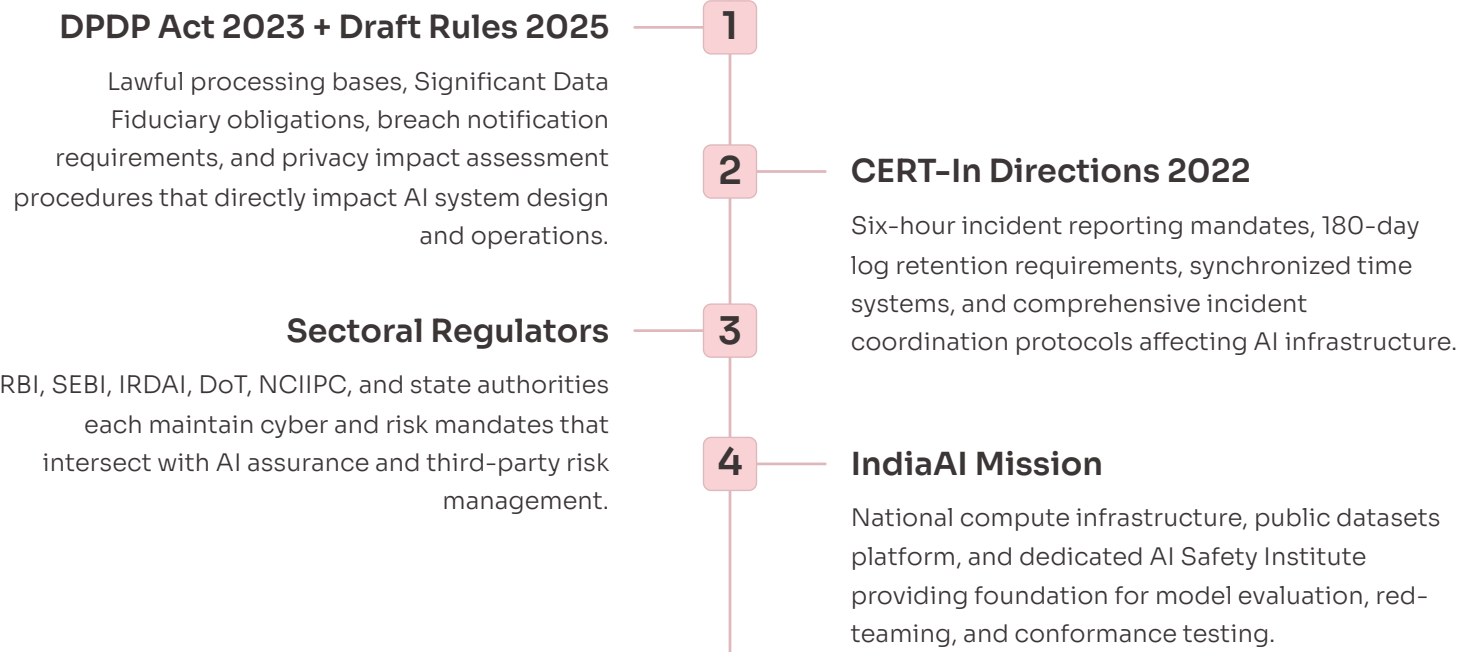 DPDP Act 2023 + Draft Rules 2025
1
Lawful processing bases, Significant Data
Fiduciary obligations, breach notification
requirements, and privacy impact assessment
procedures that directly impact AI system design
and operations.
2
CERT-In Directions 2022
Six-hour incident reporting mandates, 180-day
log retention requirements, synchronized time
systems, and comprehensive incident
coordination protocols affecting AI infrastructure.
Sectoral Regulators
3
RBI, SEBI, IRDAI, DoT, NCIIPC, and state authorities
each maintain cyber and risk mandates that
intersect with AI assurance and third-party risk
management.
4
IndiaAI Mission
National compute infrastructure, public datasets
platform, and dedicated AI Safety Institute
providing foundation for model evaluation, red-
teaming, and conformance testing.